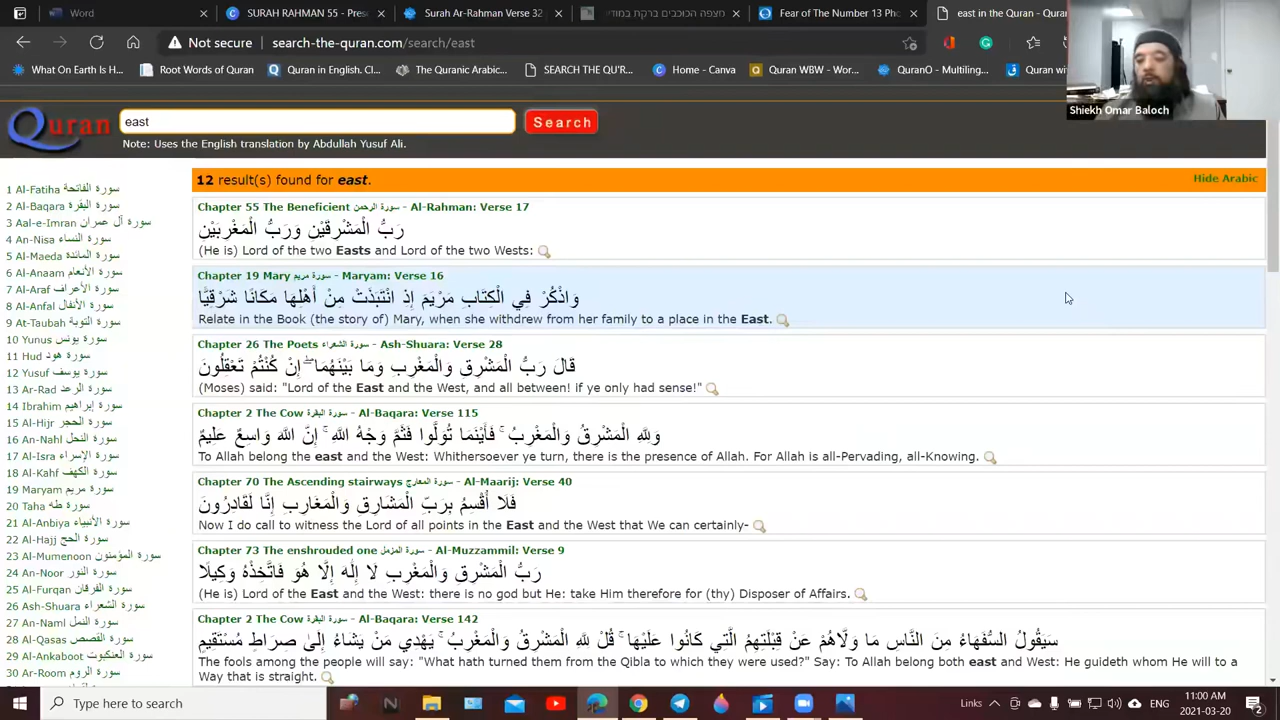 Word
SURAH RAHMAN 55 - Pres
Surah Ar-Rahman Verse 32
מצפה הכוכבים ברקת במודי
Fear of The Number 13 Pho
east in the Quran - Quran
Not secure
search-the-quran.com/search/east
What On Earth Is H...
Root Words of Quran
Quran in English. Cl...
The Quranic Arabic...
SEARCH THE QU'R...
Home - Canva
Quran WBW - Wor...
QuranO - Multiling...
Quran wi
Shiekh Omar Baloch
Quran
east
Search
Note: Uses the English translation by Abdullah Yusuf Ali.
12 result(s) found for east.
Hide Arabic
1 Al-Fatiha سورة الفاتحة
2 Al-Baqara سورة البقرة
3 Aal-e-Imran سورة آل عمران
4 An-Nisa سورة النساء
5 Al-Maeda سورة المائدة
6 Al-Anaam سورة الأنعام
7 Al-Araf سورة الأعراف
8 Al-Anfal سورة الأنفال
9 At-Taubah سورة التوبة
10 Yunus سورة يونس
11 Hud سورة هود
12 Yusuf سورة يوسف
13 Ar-Rad سورة الرعد
14 Ibrahim سورة إبراهيم
15 Al-Hijr سورة الحجر
16 An-Nahl سورة النحل
17 Al-Isra سورة الإسراء
18 Al-Kahf سورة الكهف
19 Maryam سورة مريم
20 Taha سورة طه
21 Al-Anbiya سورة الأنبياء
22 Al-Hajj سورة الحج
23 Al-Mumenoon سورة المؤمنون
24 An-Noor سورة النور
25 Al-Furqan سورة الفرقان
26 Ash-Shuara سورة الشعراء
27 An-Naml سورة النمل
28 Al-Qasas سورة القصص
29 Al-Ankaboot سورة العنكبوت
30 Ar-Room سورة الروم
Chapter 55 The Beneficient سورة الرحمن - Al-Rahman: Verse 17
رَبُّ الْمَشْرِقَيْنِ وَرَبُّ الْمَغْرِبَيْنِ
(He is) Lord of the two Easts and Lord of the two Wests:
Chapter 19 Mary سورة مريم - Maryam: Verse 16
وَاذْكُرْ فِي الْكِتَابِ مَرْيَمَ إِذِ انْتَبَذَتْ مِنْ أَهْلِهَا مَكَانًا شَرْقِيًّا
Relate in the Book (the story of) Mary, when she withdrew from her family to a place in the East.
Chapter 26 The Poets سورة الشعراء - Ash-Shuara: Verse 28
قَالَ رَبُّ الْمَشْرِقِ وَالْمَغْرِبِ وَمَا بَيْنَهُمَا ۖ إِنْ كُنْتُمْ تَعْقِلُونَ
(Moses) said: "Lord of the East and the West, and all between! if ye only had sense!"
Chapter 2 The Cow سورة البقرة - Al-Baqara: Verse 115
وَلِلَّهِ الْمَشْرِقُ وَالْمَغْرِبُ ۚ فَأَيْنَمَا تُوَلُّوا فَثَمَّ وَجْهُ اللَّهِ ۚ إِنَّ اللَّهَ وَاسِعٌ عَلِيمٌ
To Allah belong the east and the West: Whithersoever ye turn, there is the presence of Allah. For Allah is all-Pervading, all-Knowing.
Chapter 70 The Ascending stairways سورة المعارج - Al-Maarij: Verse 40
فَلَا أُقْسِمُ بِرَبِّ الْمَشَارِقِ وَالْمَغَارِبِ إِنَّا لَقَادِرُونَ
Now I do call to witness the Lord of all points in the East and the West that We can certainly-
Chapter 73 The enshrouded one سورة المزمل - Al-Muzzammil: Verse 9
رَبُّ الْمَشْرِقِ وَالْمَغْرِبِ لَا إِلَٰهَ إِلَّا هُوَ فَاتَّخِذْهُ وَكِيلًا
(He is) Lord of the East and the West: there is no god but He: take Him therefore for (thy) Disposer of Affairs.
Chapter 2 The Cow سورة البقرة - Al-Baqara: Verse 142
سَيَقُولُ السُّفَهَاءُ مِنَ النَّاسِ مَا وَلَّاهُمْ عَنْ قِبْلَتِهِمُ الَّتِي كَانُوا عَلَيْهَا ۚ قُلْ لِلَّهِ الْمَشْرِقُ وَالْمَغْرِبُ ۚ يَهْدِي مَنْ يَشَاءُ إِلَىٰ صِرَاطٍ مُسْتَقِيمٍ
The fools among the people will say: "What hath turned them from the Qibla to which they were used?" Say: To Allah belong both east and West: He guideth whom He will to a
Way that is straight.
Type here to search
Links
ENG
11:00 AM
2021-03-20
2